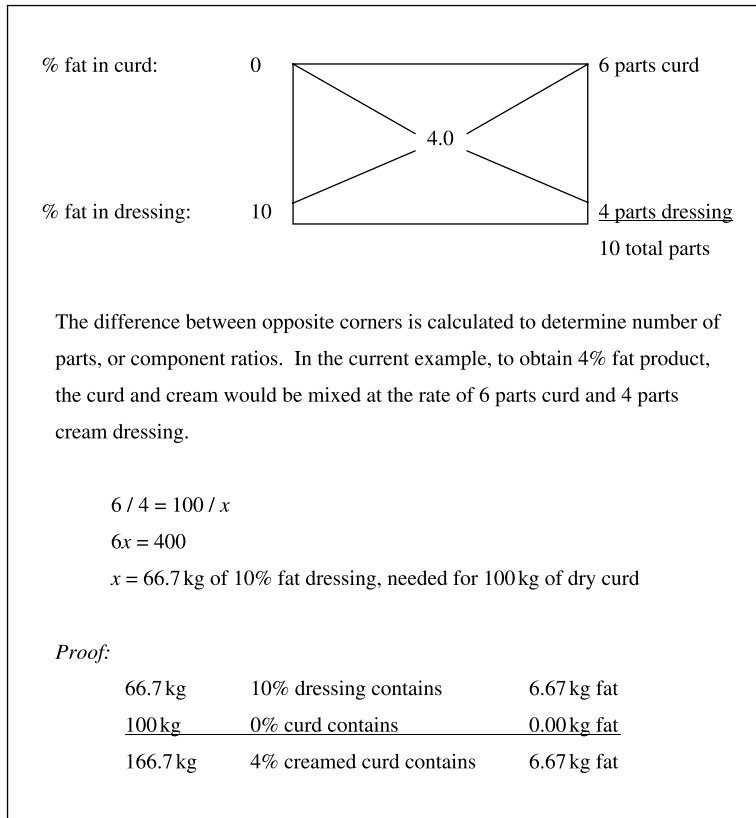 % fat in curd: 0 6 parts curd
4.0
% fat in dressing: 10 4 parts dressing
10 total parts
The difference between opposite corners is calculated to determine number of
parts, or component ratios. In the current example, to obtain 4% fat product,
the curd and cream would be mixed at the rate of 6 parts curd and 4 parts
cream dressing.
6 / 4 = 100 / x
6x = 400
x = 66.7 kg of 10% fat dressing, needed for 100 kg of dry curd
Proof:
66.7 kg 10% dressing contains 6.67 kg fat
100 kg 0% curd contains 0.00 kg fat
166.7 kg 4% creamed curd contains 6.67 kg fat